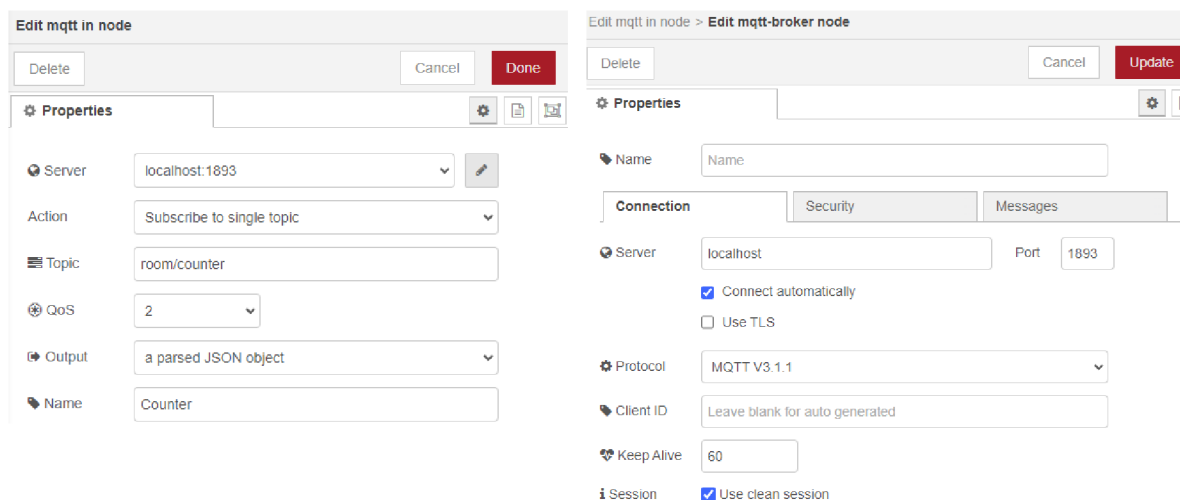 Edit mqtt in node
Delete
Cancel
Done
Properties
Server
localhost:1893
Action
Subscribe to single topic
Topic
room/counter
QoS
2
Output
a parsed JSON object
Name
Counter
Edit mqtt in node > Edit mqtt-broker node
Delete
Cancel
Update
Properties
Name
Name
Connection
Security
Messages
Server
localhost
Port
1893
Connect automatically
Use TLS
Protocol
MQTT V3.1.1
Client ID
Leave blank for auto generated
Keep Alive
60
Session
Use clean session